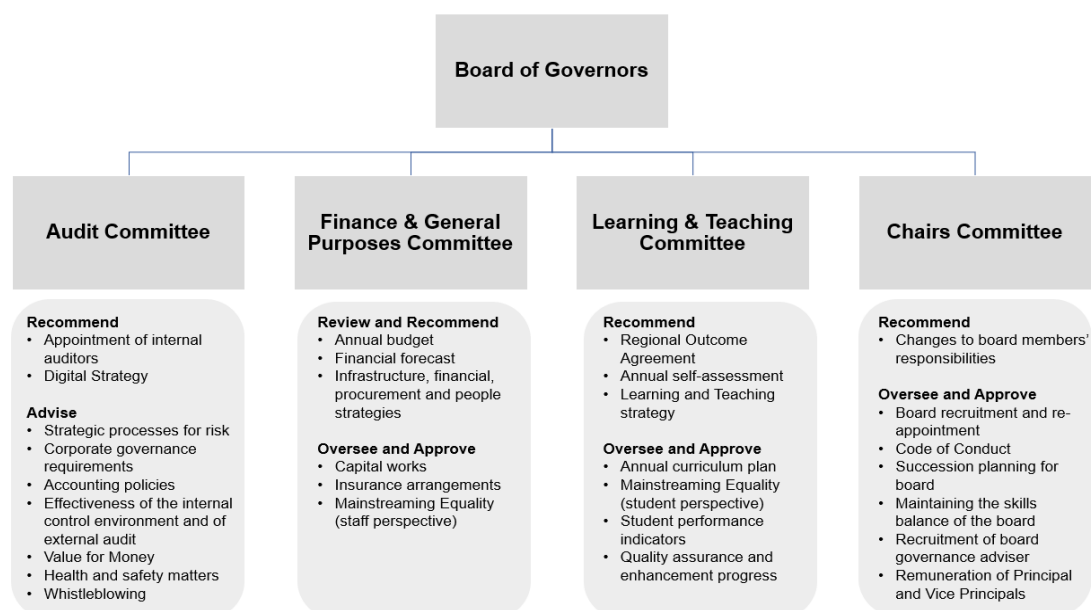 Board of Governors
Audit Committee
Finance & General
Purposes Committee
Learning & Teaching
Committee
Chairs Committee
Recommend
• Appointment of internal
auditors
• Digital Strategy
Advise
• Strategic processes for risk
• Corporate governance
requirements
• Accounting policies
• Effectiveness of the internal
control environment and of
external audit
• Value for Money
• Health and safety matters
• Whistleblowing
Review and Recommend
• Annual budget
• Financial forecast
• Infrastructure, financial,
procurement and people
strategies
Oversee and Approve
• Capital works
• Insurance arrangements
• Mainstreaming Equality
(staff perspective)
Recommend
• Regional Outcome
Agreement
• Annual self-assessment
• Learning and Teaching
strategy
Oversee and Approve
• Annual curriculum plan
• Mainstreaming Equality
(student perspective)
• Student performance
indicators
• Quality assurance and
enhancement progress
Recommend
• Changes to board members’
responsibilities
Oversee and Approve
• Board recruitment and re-
appointment
• Code of Conduct
• Succession planning for
board
• Maintaining the skills
balance of the board
• Recruitment of board
governance adviser
• Remuneration of Principal
and Vice Principals